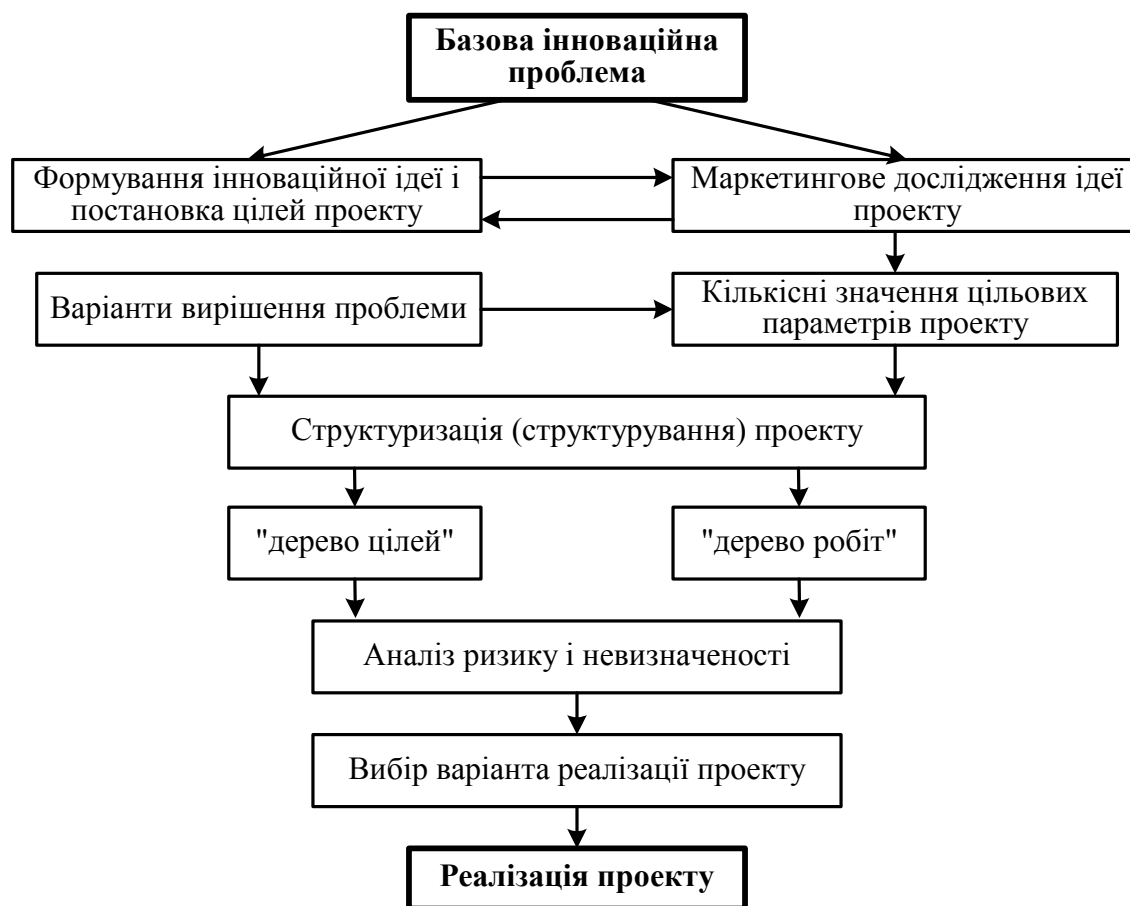 Базова інноваційна
проблема
Формування інноваційної ідеї і
постановка цілей проекту
Маркетингове дослідження ідеї
проекту
Варіанти вирішення проблеми
Кількісні значення цільових
параметрів проекту
Структуризація (структурування) проекту
"дерево цілей"
"дерево робіт"
Аналіз ризику і невизначеності
Вибір варіанта реалізації проекту
Реалізація проекту